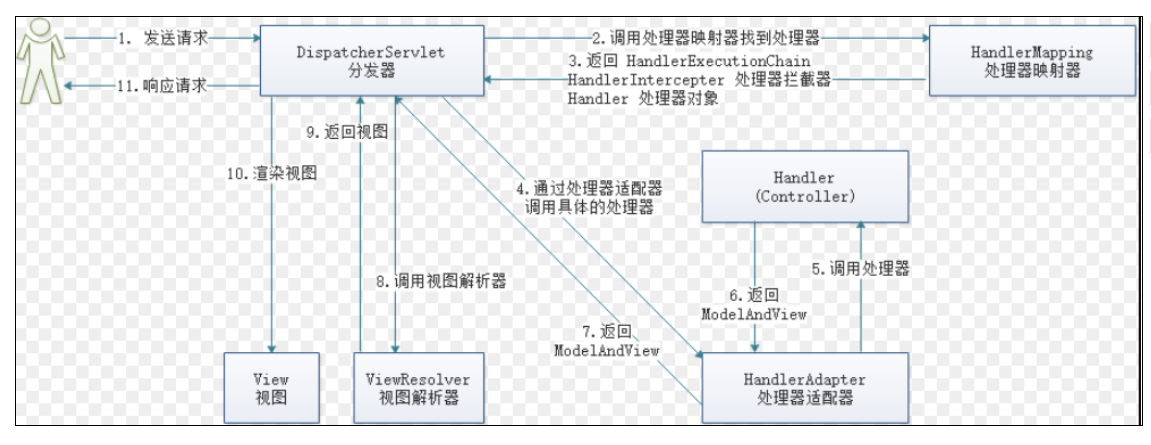 1. 发送请求
DispatcherServlet
分发器
2.调用处理器映射器找到处理器
HandlerMapping
处理器映射器
3.返回 HandlerExecutionChain
HandlerIntercepter 处理器拦截器
Handler 处理器对象
11.响应请求
9.返回视图
10.渲染视图
4.通过处理器适配器
调用具体的处理器
Handler
(Controller)
8.调用视图解析器
5.调用处理器
6.返回
ModelAndView
7.返回
ModelAndView
View
视图
ViewResolver
视图解析器
HandlerAdapter
处理器适配器